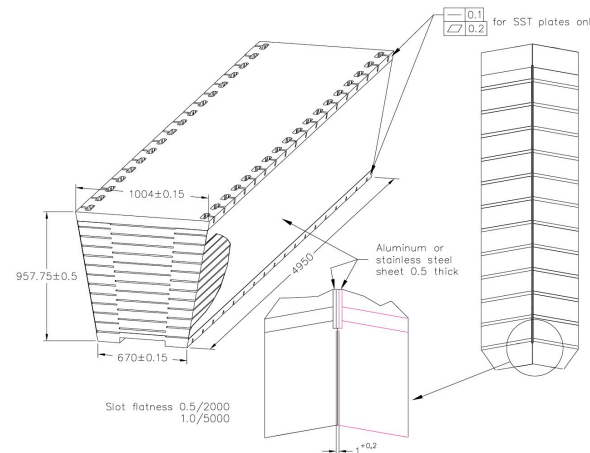 0.1
0.2
for SST plates onl
1004±0.15
957.75±0.5
4950
Aluminum or
stainless steel
sheet 0.5 thick
670±0.15
Slot flatness 0.5/2000
1.0/5000
1+0.2